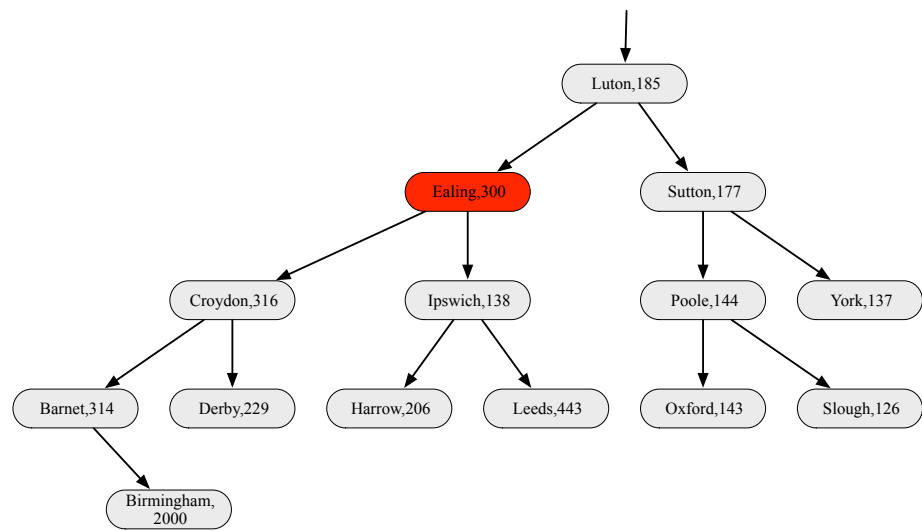 Luton,185
Ealing,300
Sutton,177
Croydon,316
Ipswich,138
Poole,144
York,137
Barnet,314
Derby,229
Harrow,206
Leeds,443
Oxford,143
Slough,126
Birmingham,
2000